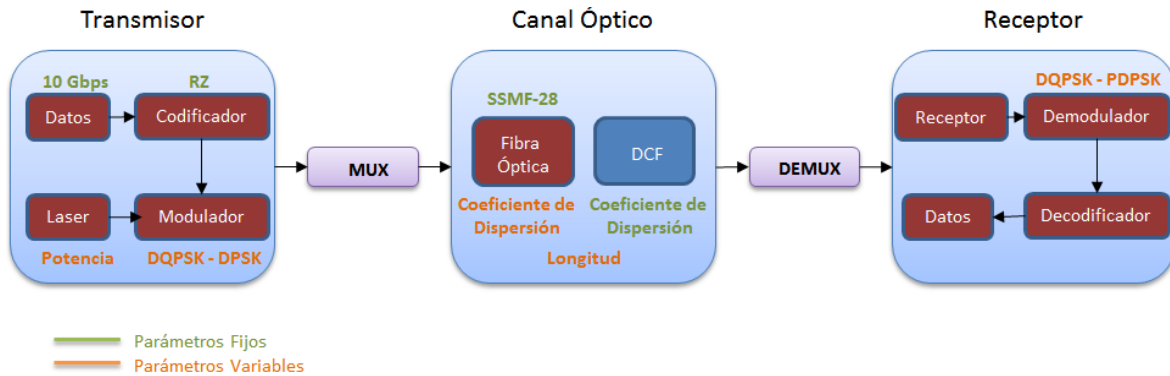 Transmisor
Canal Óptico
Receptor
10 Gbps
RZ
Datos
Codificador
Laser
Modulador
Potencia
DQPSK - DPSK
MUX
SSMF-28
Fibra
Óptica
DCF
Coeficiente de
Dispersión
Coeficiente de
Dispersión
Longitud
DEMUX
DQPSK - PDPSK
Receptor
Demodulador
Datos
Decodificador
Parámetros Fijos
Parámetros Variables